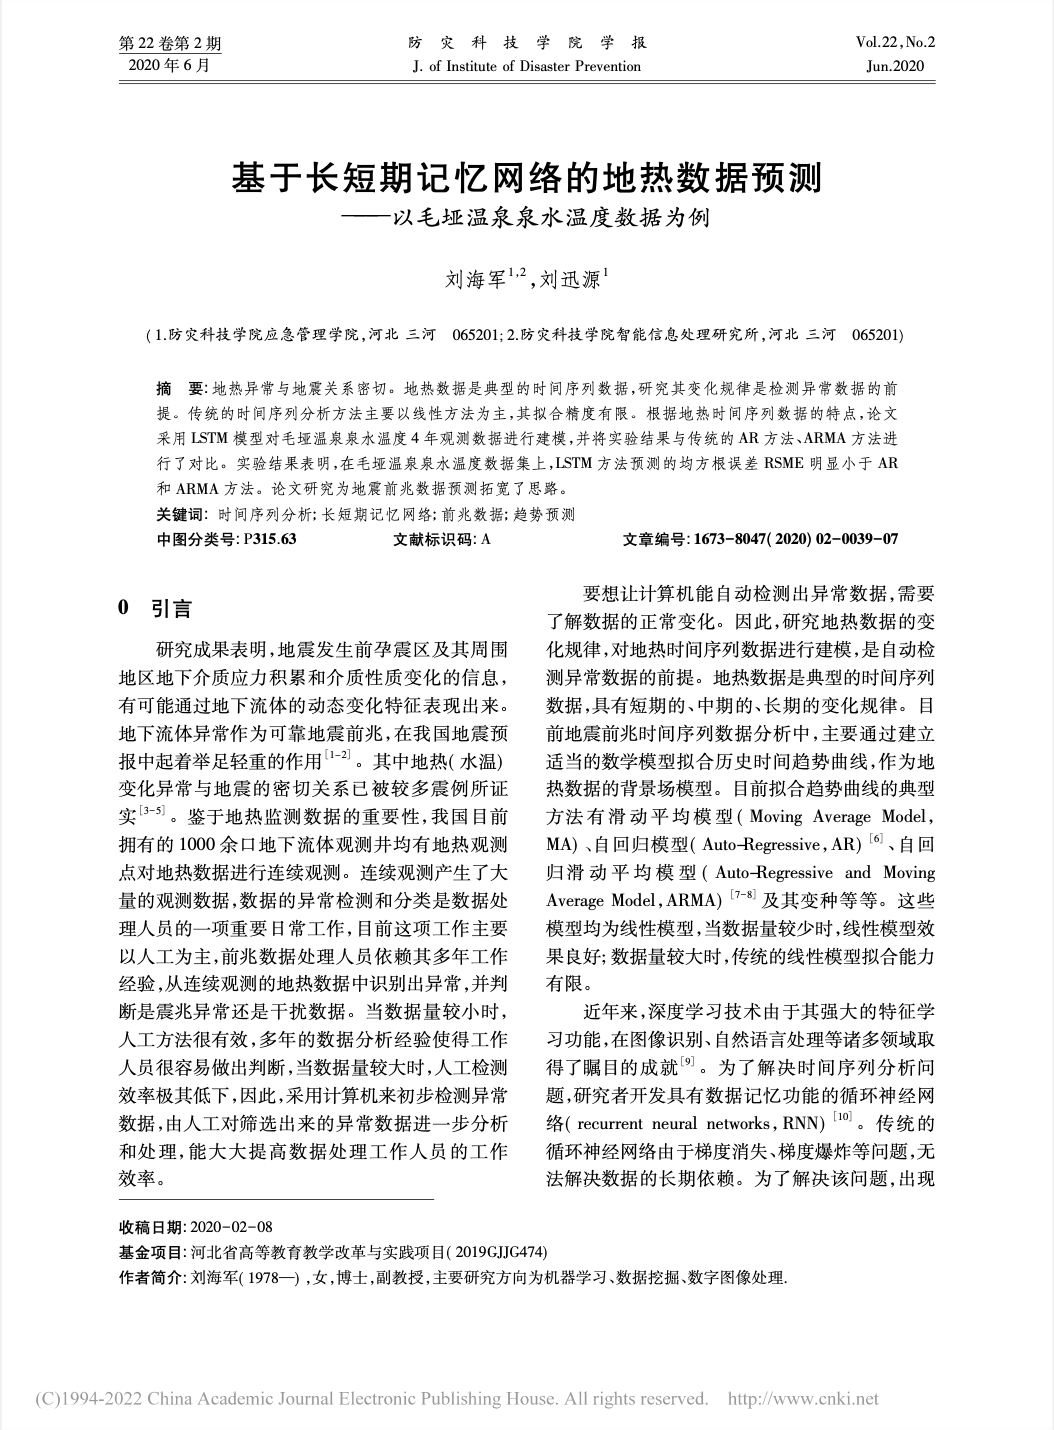 第 22 卷第 2 期
防 灾 科 技 学 院 学 报
Vol.22,No.2
2020 年 6 月
J. of Institute of Disaster Prevention
Jun.2020
基于长短期记忆网络的地热数据预测
——以毛垭温泉泉水温度数据为例
刘海军1,2,刘迅源1
( 1.防灾科技学院应急管理学院,河北 三河 065201; 2.防灾科技学院智能信息处理研究所,河北 三河 065201)
摘 要: 地热异常与地震关系密切。地热数据是典型的时间序列数据,研究其变化规律是检测异常数据的前
提。传统的时间序列分析方法主要以线性方法为主,其拟合精度有限。根据地热时间序列数据的特点,论文
采用 LSTM 模型对毛垭温泉泉水温度 4 年观测数据进行建模,并将实验结果与传统的 AR 方法、ARMA 方法进
行了对比。实验结果表明,在毛垭温泉泉水温度数据集上,LSTM 方法预测的均方根误差 RSME 明显小于 AR
和 ARMA 方法。论文研究为地震前兆数据预测拓宽了思路。
关键词: 时间序列分析; 长短期记忆网络; 前兆数据; 趋势预测
中图分类号: P315.63 文献标识码: A 文章编号: 1673-8047( 2020) 02-0039-07
0 引言
研究成果表明,地震发生前孕震区及其周围
地区地下介质应力积累和介质性质变化的信息,
有可能通过地下流体的动态变化特征表现出来。
地下流体异常作为可靠地震前兆,在我国地震预
报中起着举足轻重的作用[1-2]。其中地热( 水温)
变化异常与地震的密切关系已被较多震例所证
实[3-5]。鉴于地热监测数据的重要性,我国目前
拥有的 1000 余口地下流体观测井均有地热观测
点对地热数据进行连续观测。连续观测产生了大
量的观测数据,数据的异常检测和分类是数据处
理人员的一项重要日常工作,目前这项工作主要
以人工为主,前兆数据处理人员依赖其多年工作
经验,从连续观测的地热数据中识别出异常,并判
断是震兆异常还是干扰数据。当数据量较小时,
人工方法很有效,多年的数据分析经验使得工作
人员很容易做出判断,当数据量较大时,人工检测
效率极其低下,因此,采用计算机来初步检测异常
数据,由人工对筛选出来的异常数据进一步分析
和处理,能大大提高数据处理工作人员的工作
效率。
要想让计算机能自动检测出异常数据,需要
了解数据的正常变化。因此,研究地热数据的变
化规律,对地热时间序列数据进行建模,是自动检
测异常数据的前提。地热数据是典型的时间序列
数据,具有短期的、中期的、长期的变化规律。目
前地震前兆时间序列数据分析中,主要通过建立
适当的数学模型拟合历史时间趋势曲线,作为地
热数据的背景场模型。目前拟合趋势曲线的典型
方法有滑动平均模型( Moving Average Model,
MA) 、自回归模型( Auto-Regressive, AR) [6]、自回
归滑动平均模型( Auto-Regressive and Moving
Average Model, ARMA) [7-8]及其变种等等。这些
模型均为线性模型,当数据量较少时,线性模型效
果良好; 数据量较大时,传统的线性模型拟合能力
有限。
近年来,深度学习技术由于其强大的特征学
习功能,在图像识别、自然语言处理等诸多领域取
得了瞩目的成就[9]。为了解决时间序列分析问
题,研究者开发具有数据记忆功能的循环神经网
络( recurrent neural networks, RNN) [10]。传统的
循环神经网络由于梯度消失、梯度爆炸等问题,无
法解决数据的长期依赖。为了解决该问题,出现
收稿日期: 2020-02-08
基金项目: 河北省高等教育教学改革与实践项目( 2019GJJG474)
作者简介: 刘海军( 1978—) ,女,博士,副教授,主要研究方向为机器学习、数据挖掘、数字图像处理.
(C)1994-2022 China Academic Journal Electronic Publishing House. All rights reserved. http://www.cnki.net